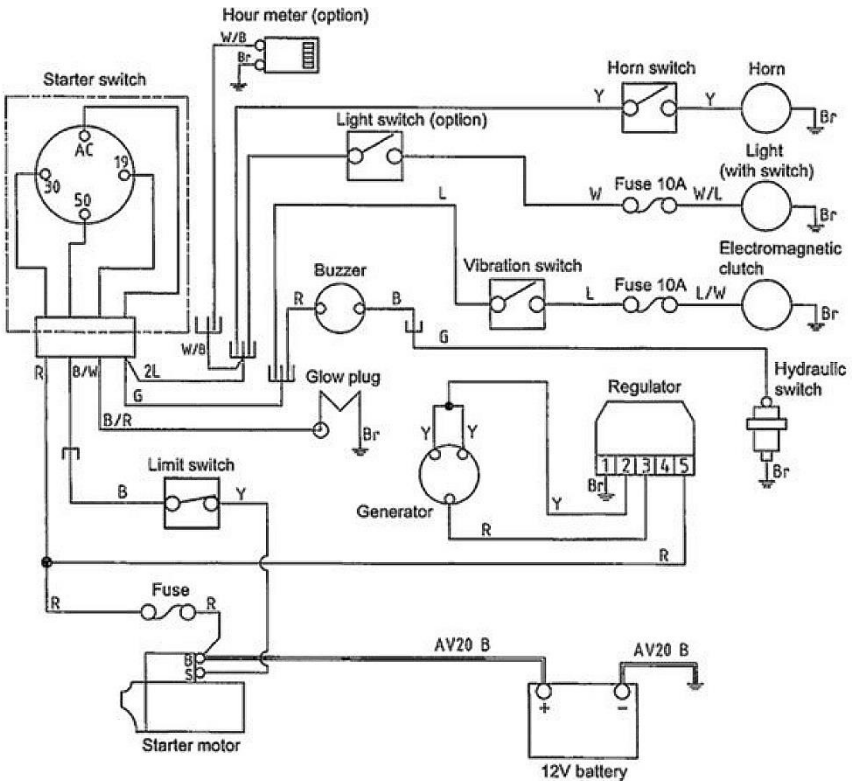 Hour meter (option)
W/B
Br
Starter switch
AC
30
19
50
Horn switch
Horn
Y
Y
Br
Light switch (option)
Light
(with switch)
W
Fuse 10A
W/L
Br
L
Electromagnetic
clutch
Vibration switch
L
Fuse 10A
L/W
Br
Buzzer
R
B
G
W/B
R
B/W
2L
G
B/R
Glow plug
Br
Hydraulic
switch
Br
Regulator
1 2 3 4 5
Br
Y
Y
Generator
Y
R
R
Limit switch
B
Y
Fuse
R
R
B
S
Starter motor
AV20 B
AV20 B
+
−
12V battery